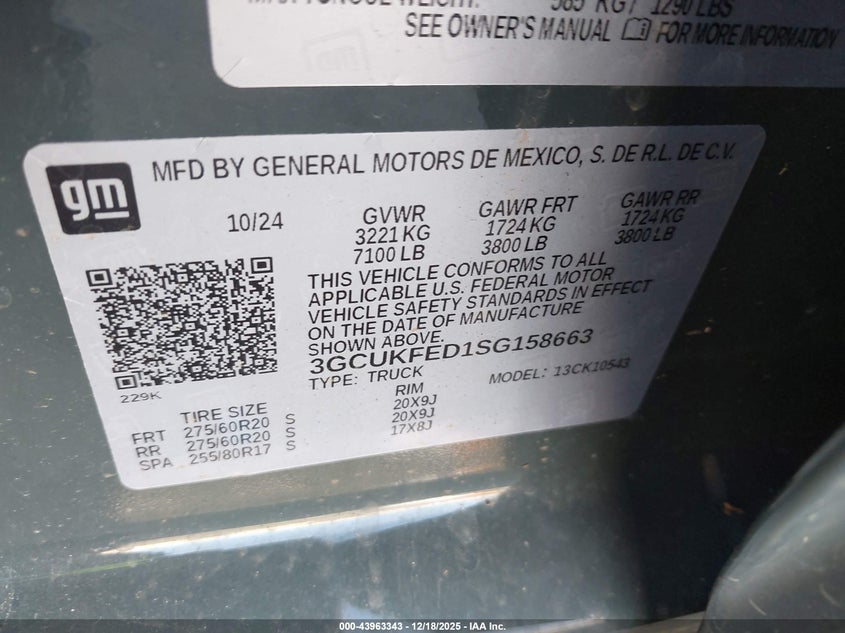 585 KG / 1290 LBS
SEE OWNER'S MANUAL FOR MORE INFORMATION
gm
MFD BY GENERAL MOTORS DE MEXICO, S. DE R.L. DE C.V.
10/24 GVWR GAWR FRT GAWR RR
3221 KG 1724 KG 1724 KG
7100 LB 3800 LB 3800 LB
THIS VEHICLE CONFORMS TO ALL
APPLICABLE U.S. FEDERAL MOTOR
VEHICLE SAFETY STANDARDS IN EFFECT
ON THE DATE OF MANUFACTURE
SHOWN ABOVE.
3GCUKFED1SG158663
TYPE: TRUCK MODEL: 13CK10543
229K
TIRE SIZE RIM
FRT 275/60R20 S 20X9J
RR 275/60R20 S 20X9J
SPA 255/80R17 S 17X8J
000-43963343 - 12/18/2025 - IAA Inc.